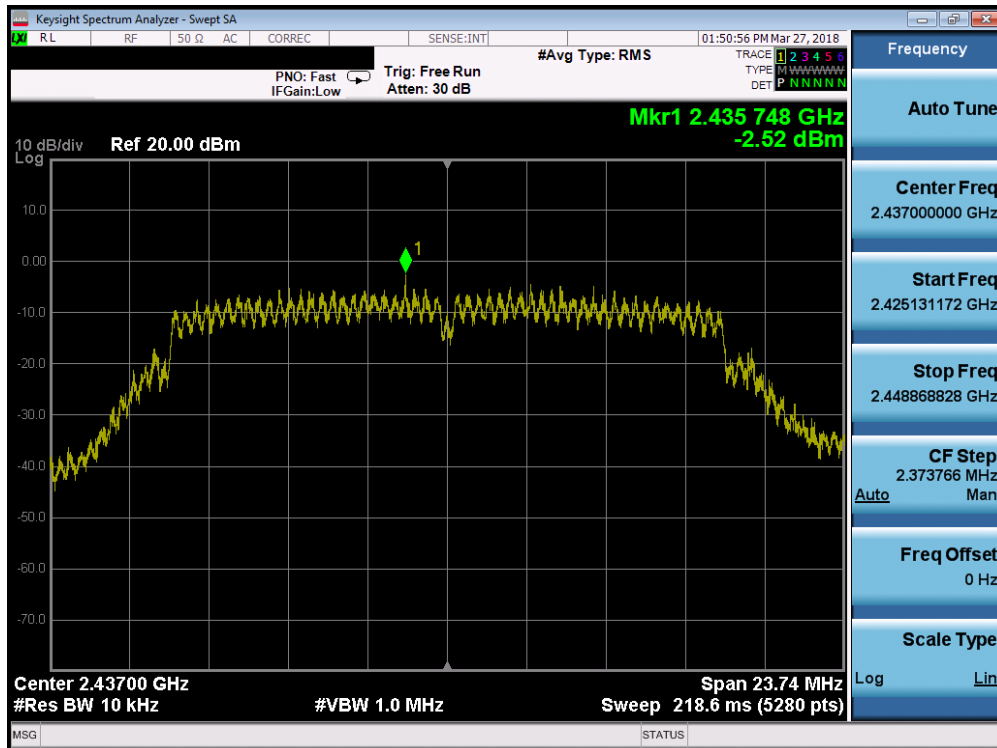 Keysight Spectrum Analyzer - Swept SA
LXI RL RF 50 Ω AC CORREC SENSE:INT 01:50:56 PM Mar 27, 2018
#Avg Type: RMS TRACE 1 2 3 4 5 6
PNO: Fast Trig: Free Run TYPE M WWWWW
IFGain:Low Atten: 30 dB DET P N N N N N
Mkr1 2.435 748 GHz
-2.52 dBm
10 dB/div Ref 20.00 dBm
Log
10.0
1
0.00
-10.0
-20.0
-30.0
-40.0
-50.0
-60.0
-70.0
Center 2.43700 GHz Span 23.74 MHz
#Res BW 10 kHz #VBW 1.0 MHz Sweep 218.6 ms (5280 pts)
MSG STATUS
Frequency
Auto Tune
Center Freq
2.437000000 GHz
Start Freq
2.425131172 GHz
Stop Freq
2.448868828 GHz
CF Step
2.373766 MHz
Auto Man
Freq Offset
0 Hz
Scale Type
Log Lin